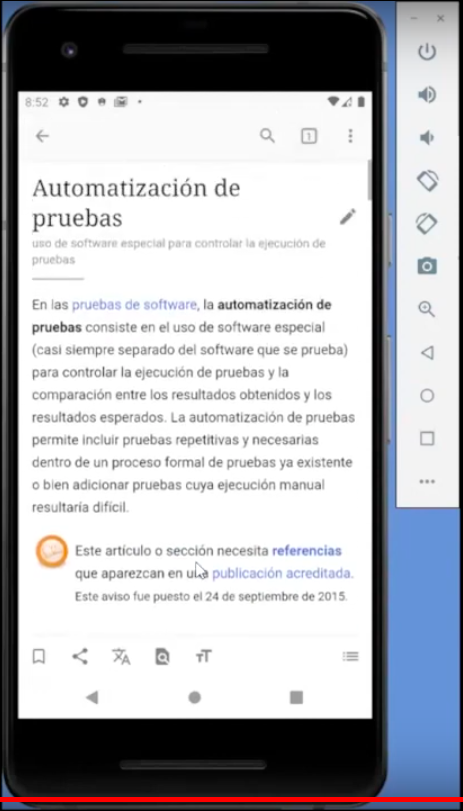 8:52
1
Automatización de
pruebas
uso de software especial para controlar la ejecución de
pruebas
En las pruebas de software, la automatización de
pruebas consiste en el uso de software especial
(casi siempre separado del software que se prueba)
para controlar la ejecución de pruebas y la
comparación entre los resultados obtenidos y los
resultados esperados. La automatización de pruebas
permite incluir pruebas repetitivas y necesarias
dentro de un proceso formal de pruebas ya existente
o bien adicionar pruebas cuya ejecución manual
resultaría difícil.
Este artículo o sección necesita referencias
que aparezcan en una publicación acreditada.
Este aviso fue puesto el 24 de septiembre de 2015.